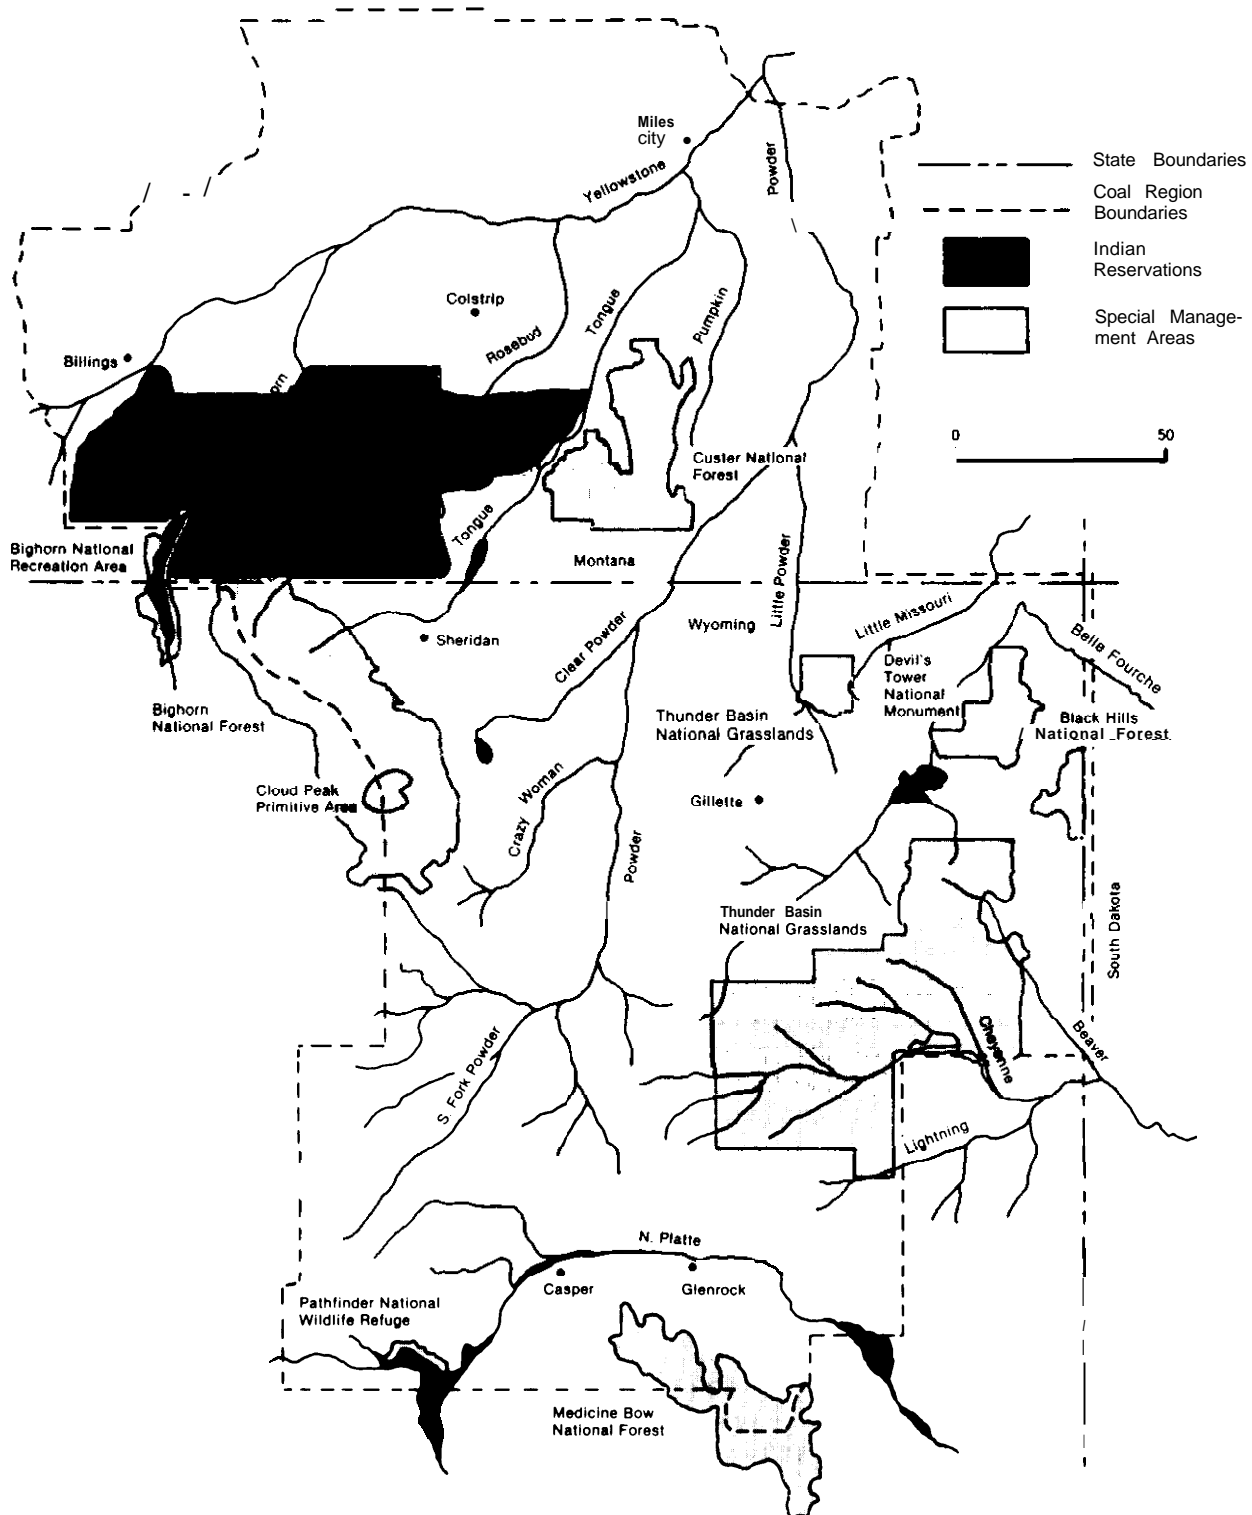 Miles
city
Yellowstone
Powder
State Boundaries
Coal Region
Boundaries
Indian
Reservations
Special Manage-
ment Areas
0 50
Colstrip
Rosebud
Tongue
Pumpkin
Billings
orn
Custer National
Forest
Tongue
Bighorn National
Recreation Area
Montana
Little Powder
Wyoming
Little Missouri
Belle Fourche
Sheridan
Clear Powder
Devil's
Tower
National
Monument
Bighorn
National Forest
Thunder Basin
National Grasslands
Black Hills
National Forest
Cloud Peak
Primitive Area
Crazy Woman
Gillette
Powder
Thunder Basin
National Grasslands
South Dakota
Cheyenne
Beaver
S. Fork Powder
Lightning
N. Platte
Casper
Glenrock
Pathfinder National
Wildlife Refuge
Medicine Bow
National Forest